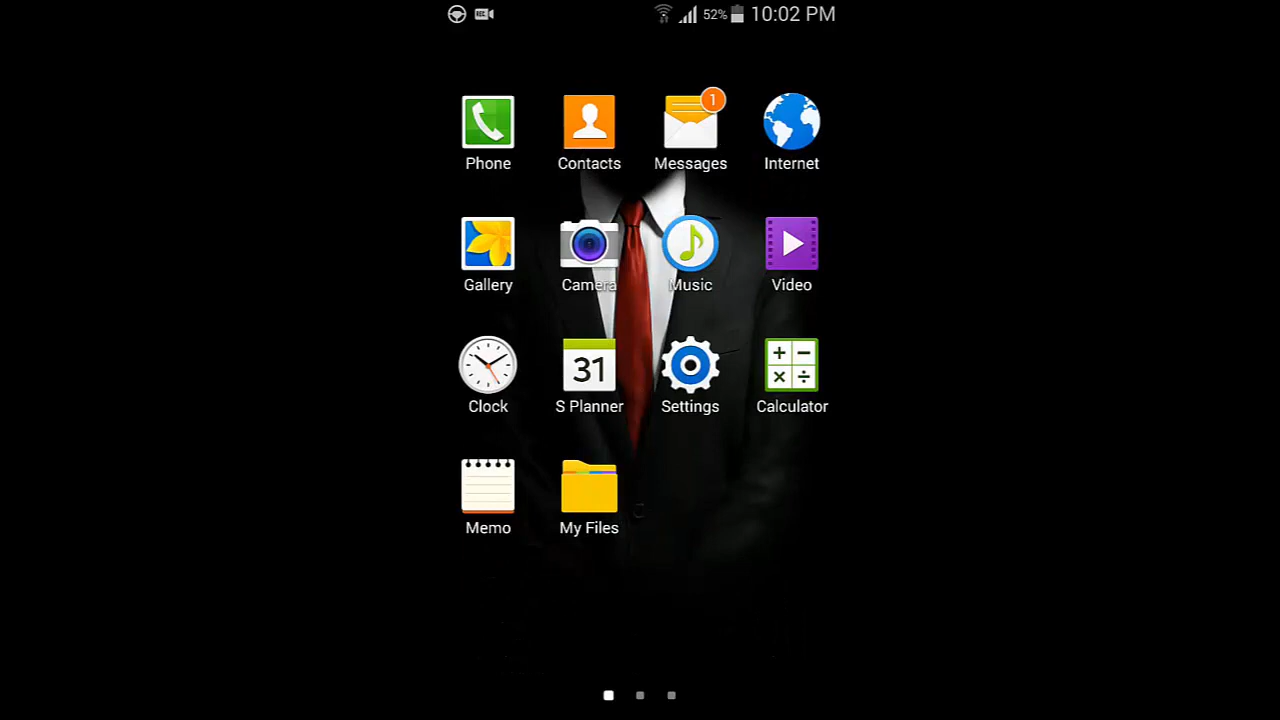 52% 10:02 PM
1
Phone Contacts Messages Internet
Gallery Camera Music Video
31
Clock S Planner Settings Calculator
Memo My Files